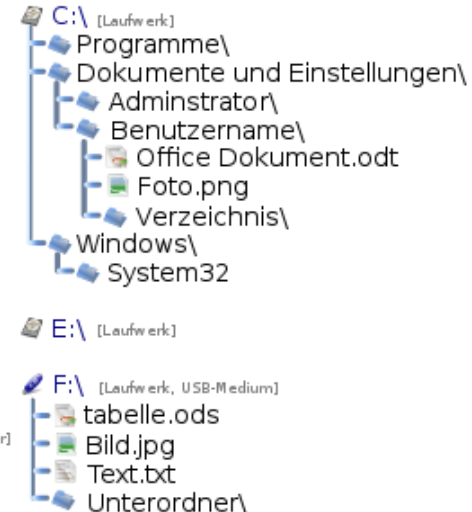 C:\ [Laufwerk]
Programme\
Dokumente und Einstellungen\
Adminstrator\
Benutzername\
Office Dokument.odt
Foto.png
Verzeichnis\
Windows\
System32
E:\ [Laufwerk]
F:\ [Laufwerk, USB-Medium]
tabelle.ods
r] Bild.jpg
Text.txt
Unterordner\